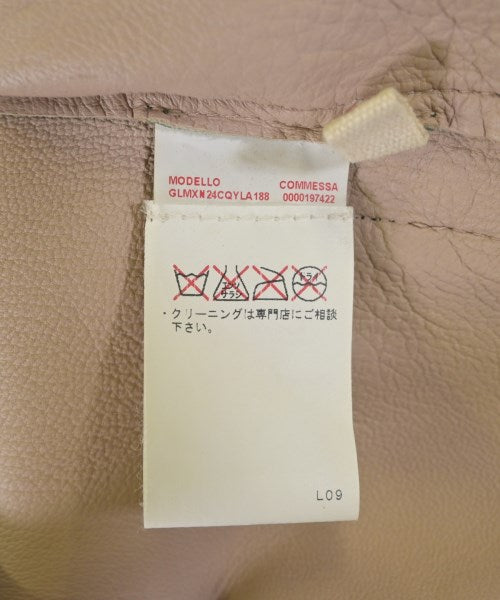 MODELLO COMMESSA
GLMXN24CQYLA188 0000197422
エンソ
サラシ
ドライ
・クリーニングは専門店にご相談
下さい。
L09